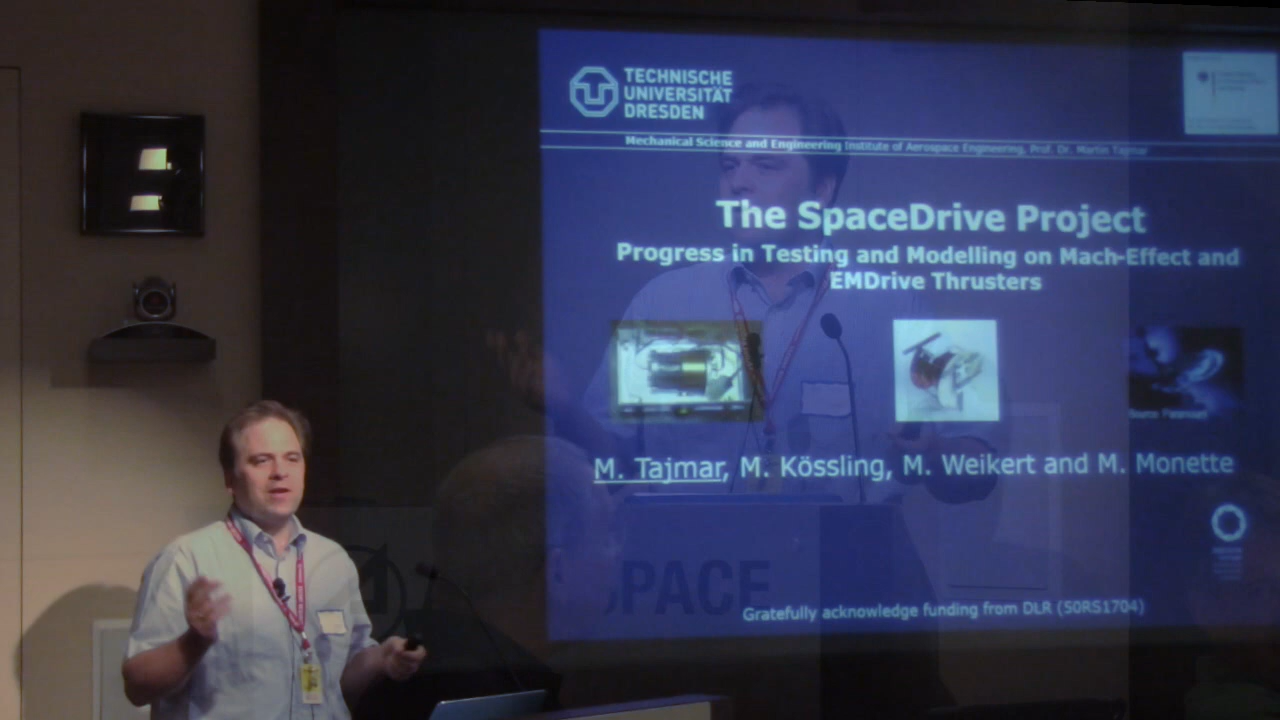 TECHNISCHE
UNIVERSITÄT
DRESDEN
Mechanical Science and Engineering Institute of Aerospace Engineering, Prof. Dr. Martin Tajmar
The SpaceDrive Project
Progress in Testing and Modelling on Mach-Effect and
EMDrive Thrusters
M. Tajmar, M. Kössling, M. Weikert and M. Monette
SPACE
Gratefully acknowledge funding from DLR (50RS1704)